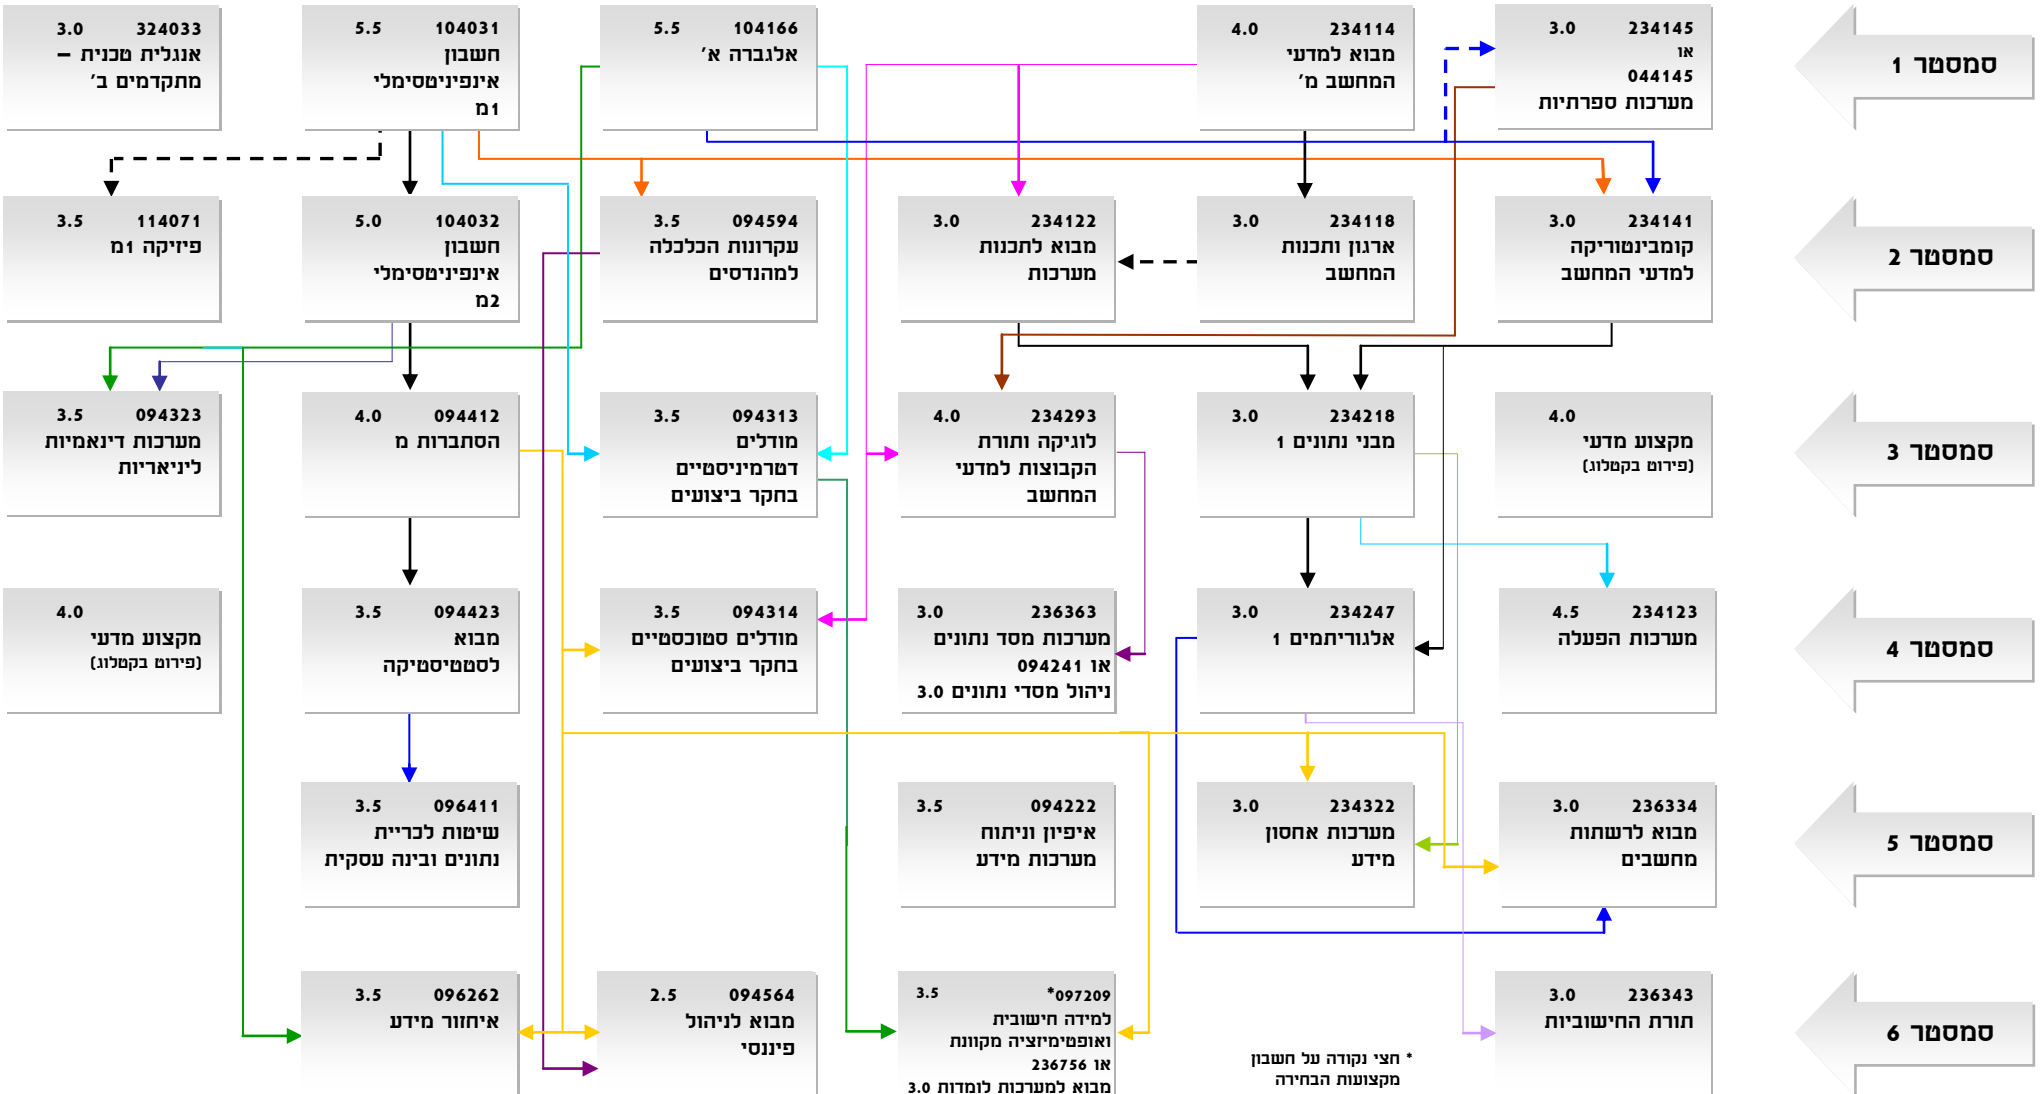 סמסטר 1
234145 3.0
או
044145
מערכות ספרתיות
234114 4.0
מבוא למדעי
המחשב מ'
104166 5.5
אלגברה א'
104031 5.5
חשבון
אינפיניטסימלי
1מ
324033 3.0
אנגלית טכנית –
מתקדמים ב'
סמסטר 2
234141 3.0
קומבינטוריקה
למדעי המחשב
234118 3.0
ארגון ותכנות
המחשב
234122 3.0
מבוא לתכנות
מערכות
094594 3.5
עקרונות הכלכלה
למהנדסים
104032 5.0
חשבון
אינפיניטסימלי
2מ
114071 3.5
פיזיקה 1מ
סמסטר 3
4.0
מקצוע מדעי
(פירוט בקטלוג)
234218 3.0
מבני נתונים 1
234293 4.0
לוגיקה ותורת
הקבוצות למדעי
המחשב
094313 3.5
מודלים
דטרמיניסטיים
בחקר ביצועים
094412 4.0
הסתברות מ
094323 3.5
מערכות דינאמיות
ליניאריות
סמסטר 4
234123 4.5
מערכות הפעלה
234247 3.0
אלגוריתמים 1
236363 3.0
מערכות מסד נתונים
או 094241
ניהול מסדי נתונים 3.0
094314 3.5
מודלים סטוכסטיים
בחקר ביצועים
094423 3.5
מבוא
לסטטיסטיקה
4.0
מקצוע מדעי
(פירוט בקטלוג)
סמסטר 5
236334 3.0
מבוא לרשתות
מחשבים
234322 3.0
מערכות אחסון
מידע
094222 3.5
איפיון וניתוח
מערכות מידע
096411 3.5
שיטות לכריית
נתונים ובינה עסקית
סמסטר 6
236343 3.0
תורת החישוביות
* חצי נקודה על חשבון
מקצועות הבחירה
097209* 3.5
למידה חישובית
ואופטימיזציה מקוונת
או 236756
מבוא למערכות לומדות 3.0
094564 2.5
מבוא לניהול
פיננסי
096262 3.5
איחזור מידע